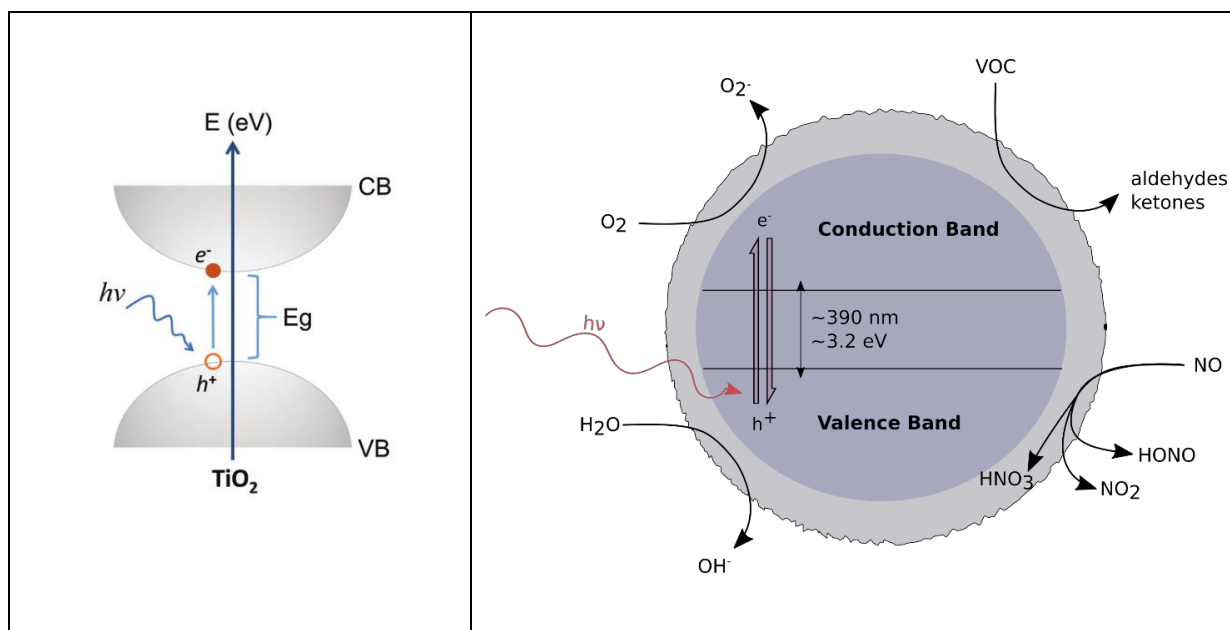 E (eV)
CB
e⁻
hν
Eg
h⁺
VB
TiO₂
VOC
O₂⁻
aldehydes
ketones
O₂
e⁻
Conduction Band
~390 nm
~3.2 eV
hν
NO
H₂O
h⁺
Valence Band
HONO
HNO₃
NO₂
OH⁻